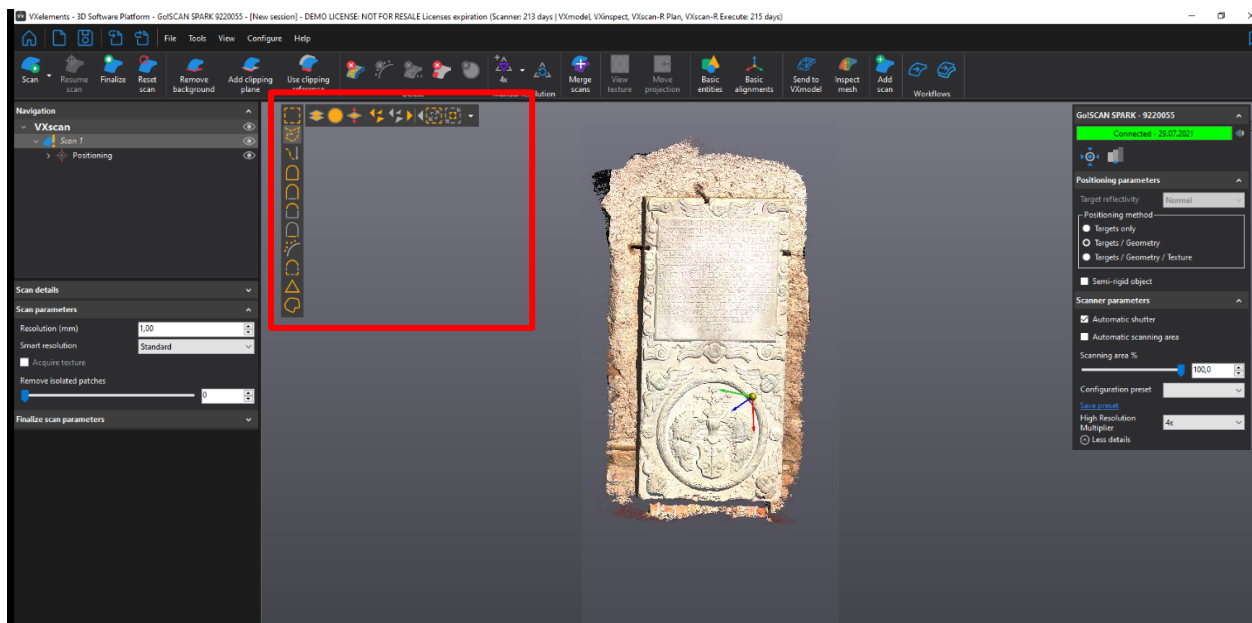 VX VXelements - 3D Software Platform - Go!SCAN SPARK 9220055 - [New session] - DEMO LICENSE: NOT FOR RESALE Licenses expiration (Scanner: 213 days | VXmodel, VXinspect, VXscan-R Plan, VXscan-R Execute: 215 days)
File Tools View Configure Help
Scan
Resume scan
Finalize
Reset scan
Remove background
Add clipping plane
Use clipping reference
4x
Merge scans
View texture
Move projection
Basic entities
Basic alignments
Send to VXmodel
Inspect mesh
Add scan
Workflows
Navigation
VXscan
Scan 1
Positioning
Scan details
Scan parameters
Resolution (mm) 1,00
Smart resolution Standard
Acquire texture
Remove isolated patches
0
Finalize scan parameters
Go!SCAN SPARK - 9220055
Connected - 29.07.2021
Positioning parameters
Target reflectivity Normal
Positioning method
Targets only
Targets / Geometry
Targets / Geometry / Texture
Semi-rigid object
Scanner parameters
Automatic shutter
Automatic scanning area
Scanning area %
100,0
Configuration preset
Save preset
High Resolution Multiplier 4x
Less details